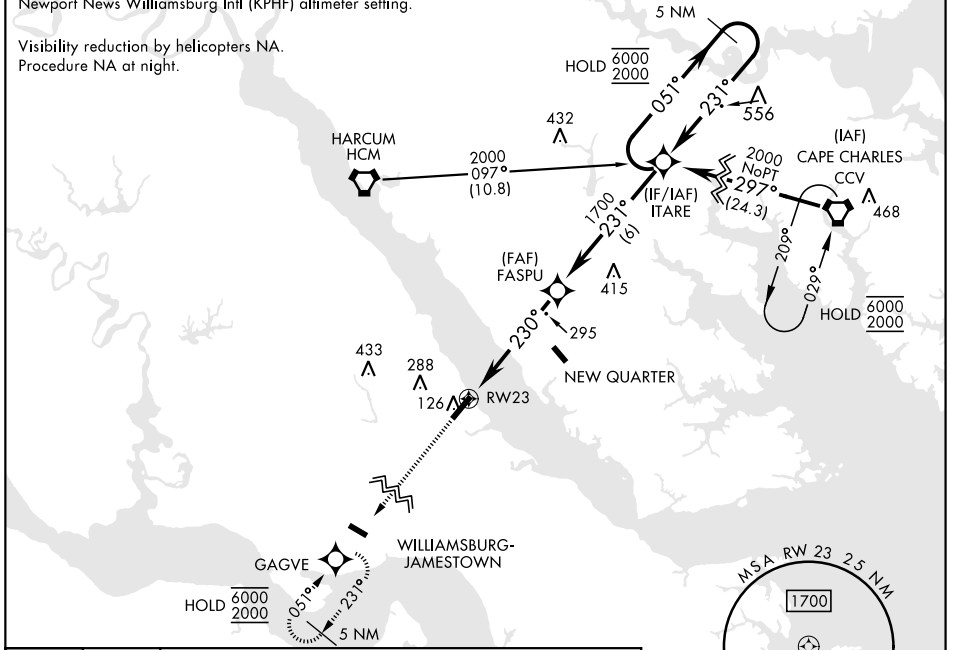 Newport News Williamsburg Intl (KPHF) altimeter setting.
Visibility reduction by helicopters NA.
Procedure NA at night.
5 NM
HOLD 6000
2000
051°
231°
556
432
HARCUM
HCM
2000
097°
(10.8)
(IAF)
CAPE CHARLES
CCV
2000
NoPT
297°
(24.3)
468
(IF/IAF)
ITARE
1700
231°
(6)
209°
029°
HOLD 6000
2000
(FAF)
FASPU
415
230°
295
NEW QUARTER
433
288
126
RW23
WILLIAMSBURG-
JAMESTOWN
GAGVE
HOLD 6000
2000
051°
231°
5 NM
MSA RW 23 25 NM
1700